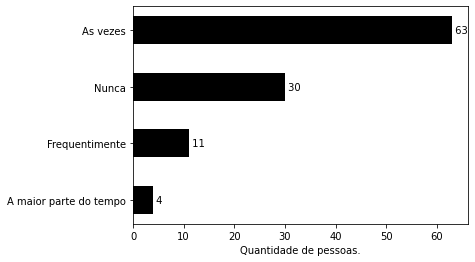 As vezes 63
Nunca 30
Frequentimente 11
A maior parte do tempo 4
0 10 20 30 40 50 60
Quantidade de pessoas.